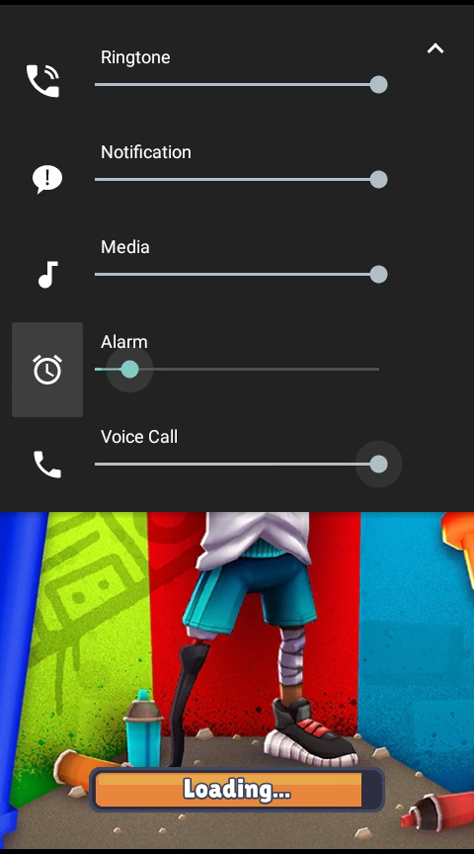 Ringtone
Notification
Media
Alarm
Voice Call
Loading...